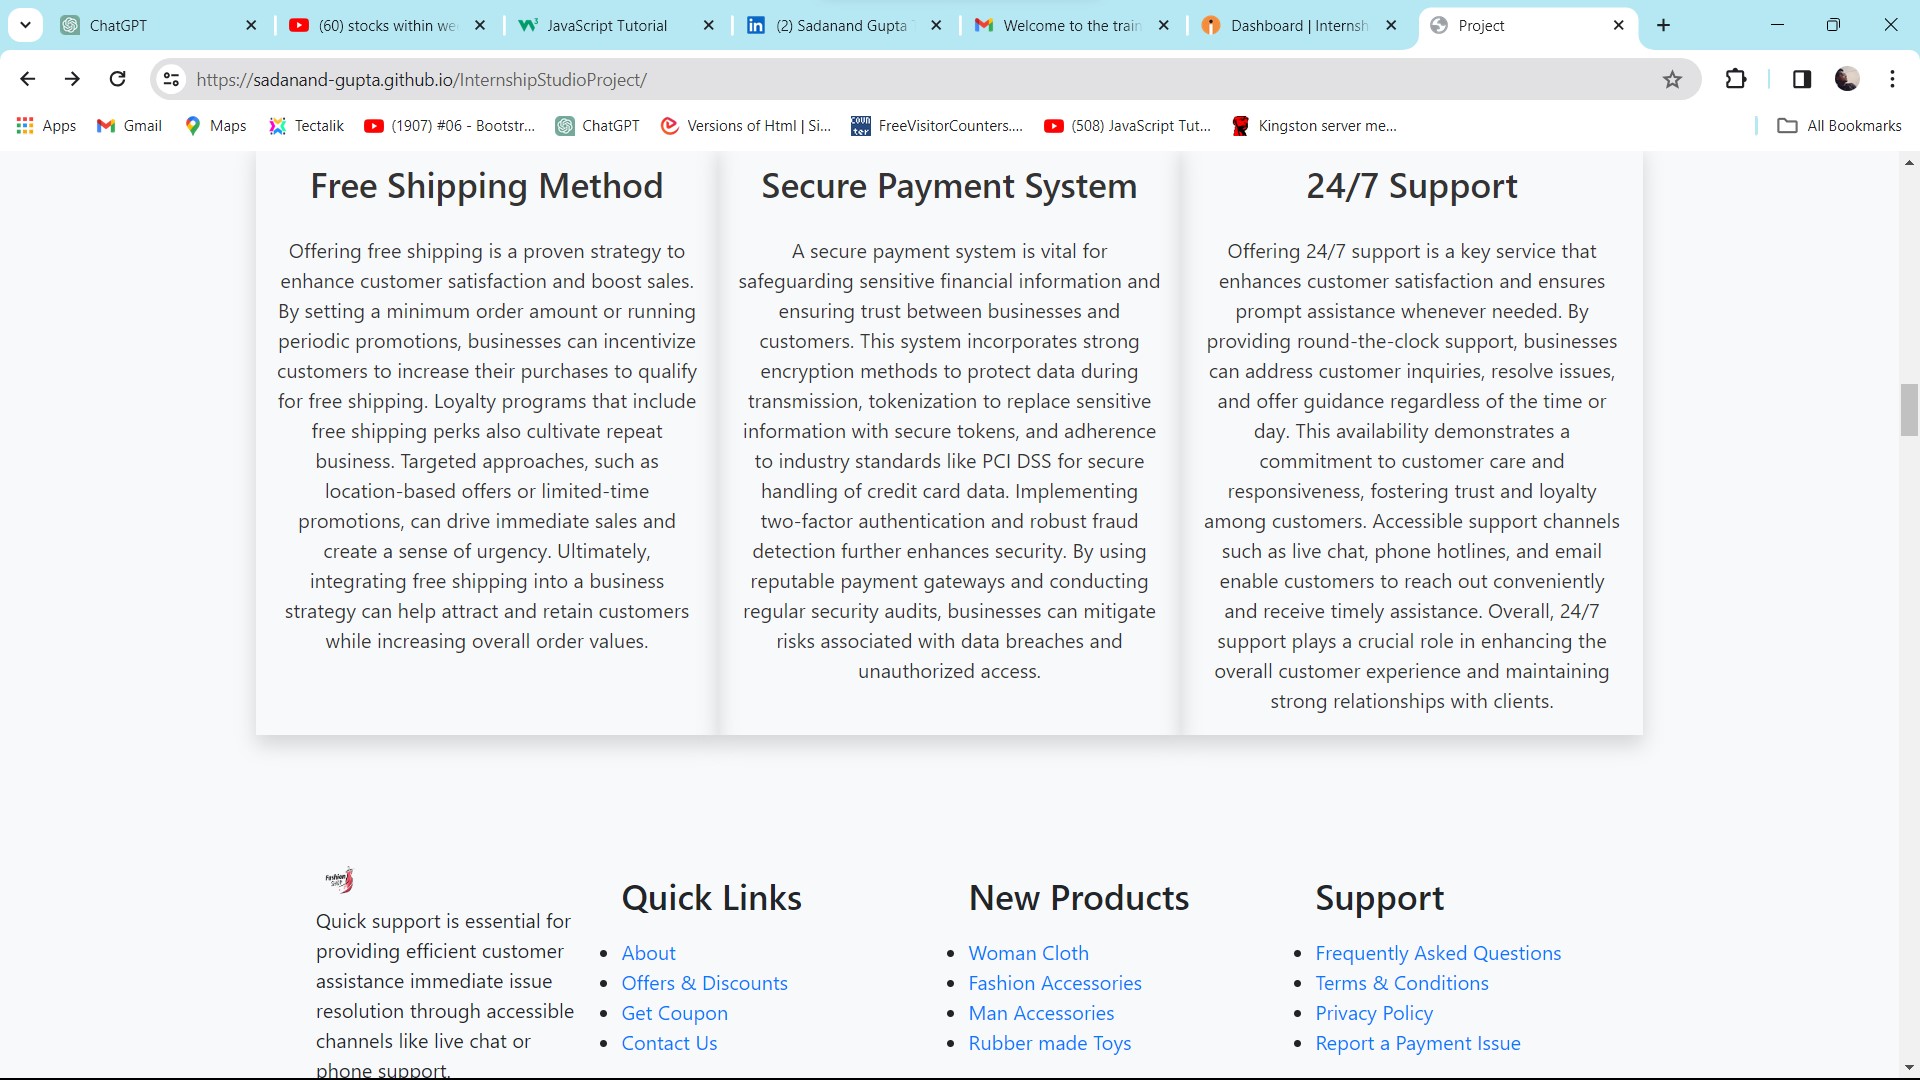 ChatGPT
(60) stocks within we
JavaScript Tutorial
(2) Sadanand Gupta
Welcome to the train
Dashboard | Internsh
Project
https://sadanand-gupta.github.io/InternshipStudioProject/
Apps
Gmail
Maps
Tectalik
(1907) #06 - Bootstr...
ChatGPT
Versions of Html | Si...
FreeVisitorCounters....
(508) JavaScript Tut...
Kingston server me...
All Bookmarks
Free Shipping Method
Offering free shipping is a proven strategy to
enhance customer satisfaction and boost sales.
By setting a minimum order amount or running
periodic promotions, businesses can incentivize
customers to increase their purchases to qualify
for free shipping. Loyalty programs that include
free shipping perks also cultivate repeat
business. Targeted approaches, such as
location-based offers or limited-time
promotions, can drive immediate sales and
create a sense of urgency. Ultimately,
integrating free shipping into a business
strategy can help attract and retain customers
while increasing overall order values.
Secure Payment System
A secure payment system is vital for
safeguarding sensitive financial information and
ensuring trust between businesses and
customers. This system incorporates strong
encryption methods to protect data during
transmission, tokenization to replace sensitive
information with secure tokens, and adherence
to industry standards like PCI DSS for secure
handling of credit card data. Implementing
two-factor authentication and robust fraud
detection further enhances security. By using
reputable payment gateways and conducting
regular security audits, businesses can mitigate
risks associated with data breaches and
unauthorized access.
24/7 Support
Offering 24/7 support is a key service that
enhances customer satisfaction and ensures
prompt assistance whenever needed. By
providing round-the-clock support, businesses
can address customer inquiries, resolve issues,
and offer guidance regardless of the time or
day. This availability demonstrates a
commitment to customer care and
responsiveness, fostering trust and loyalty
among customers. Accessible support channels
such as live chat, phone hotlines, and email
enable customers to reach out conveniently
and receive timely assistance. Overall, 24/7
support plays a crucial role in enhancing the
overall customer experience and maintaining
strong relationships with clients.
Fashion
Quick support is essential for
providing efficient customer
assistance immediate issue
resolution through accessible
channels like live chat or
phone support.
Quick Links
About
Offers & Discounts
Get Coupon
Contact Us
New Products
Woman Cloth
Fashion Accessories
Man Accessories
Rubber made Toys
Support
Frequently Asked Questions
Terms & Conditions
Privacy Policy
Report a Payment Issue